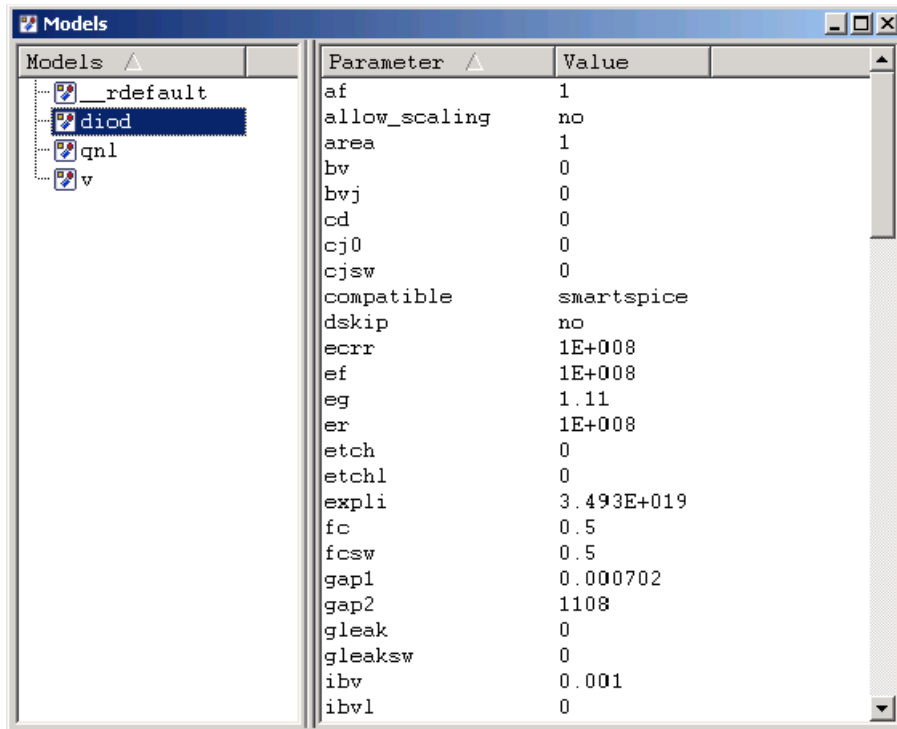 Models
Models
__rdefault
diod
qnl
v
Parameter Value
af 1
allow_scaling no
area 1
bv 0
bvj 0
cd 0
cj0 0
cjsw 0
compatible smartspice
dskip no
ecrr 1E+008
ef 1E+008
eg 1.11
er 1E+008
etch 0
etchl 0
expli 3.493E+019
fc 0.5
fcsw 0.5
gap1 0.000702
gap2 1108
gleak 0
gleaksw 0
ibv 0.001
ibvl 0